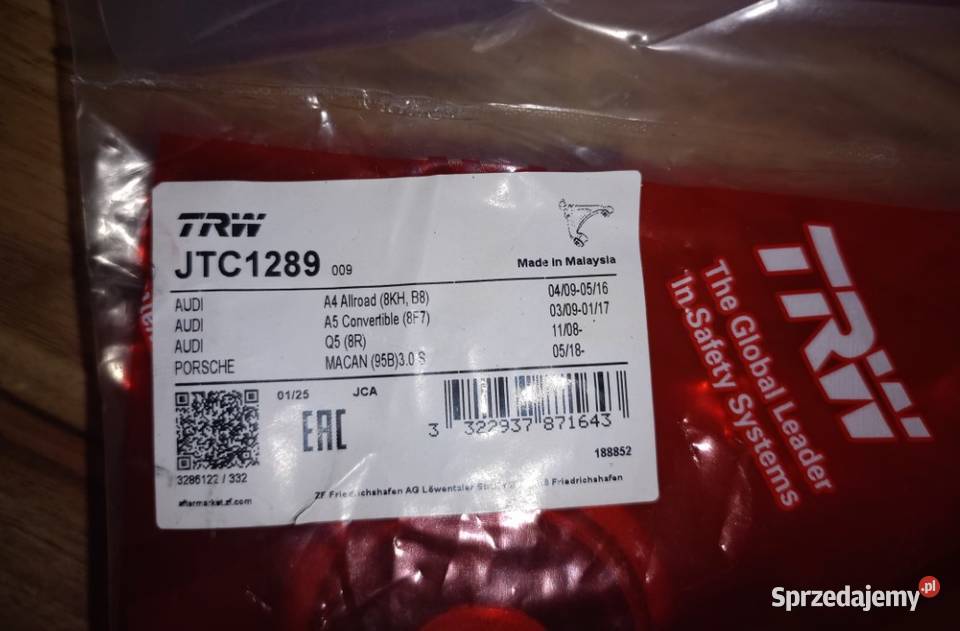 TRW
JTC1289 009
Made in Malaysia
AUDI A4 Allroad (8KH, B8) 04/09-05/16
AUDI A5 Convertible (8F7) 03/09-01/17
AUDI Q5 (8R) 11/08-
PORSCHE MACAN (95B)3.0 S 05/18-
01/25 JCA
EAC
3 322937 871643
188852
3286122 / 332
aftermarket.zf.com
ZF Friedrichshafen AG Löwentaler Friedrichshafen
TRW
The Global Leader
In Safety Systems
Sprzedajemy.pl